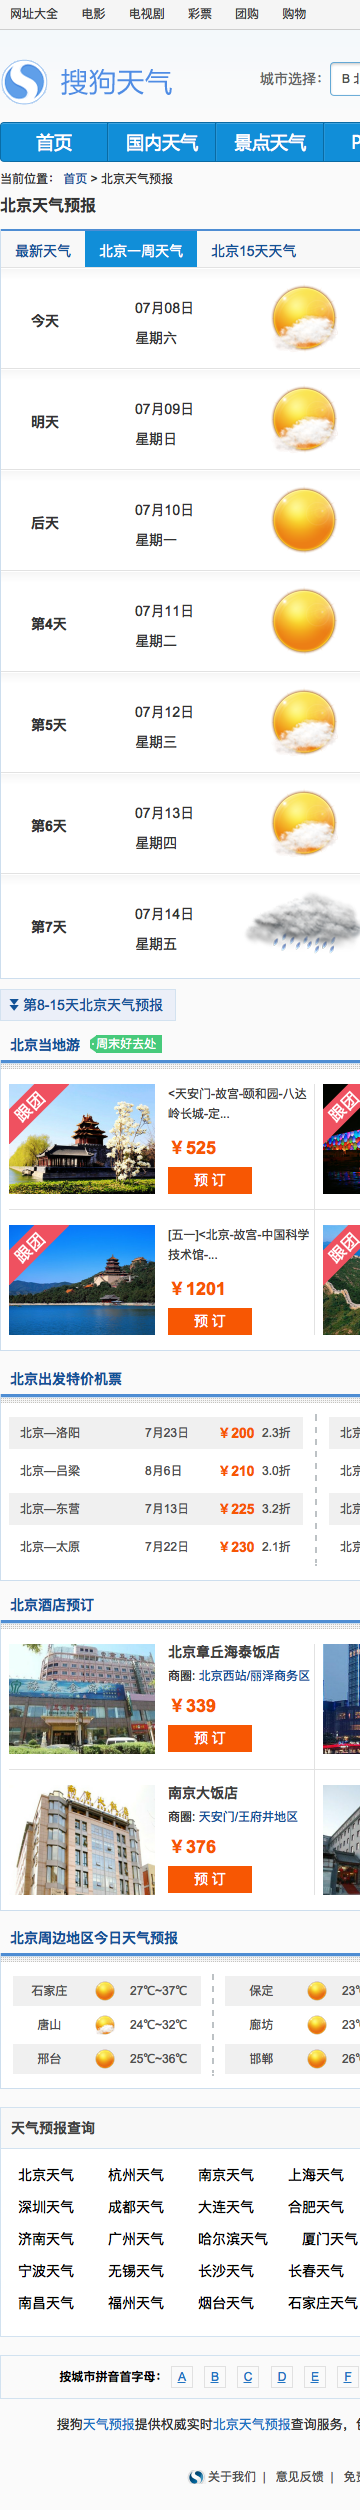 网址大全 电影 电视剧 彩票 团购 购物
搜狗天气 城市选择： B
首页 国内天气 景点天气 P
当前位置： 首页 > 北京天气预报
北京天气预报
最新天气 北京一周天气 北京15天天气
今天 07月08日
星期六
明天 07月09日
星期日
后天 07月10日
星期一
第4天 07月11日
星期二
第5天 07月12日
星期三
第6天 07月13日
星期四
第7天 07月14日
星期五
第8-15天北京天气预报
北京当地游 周末好去处
跟团 <天安门-故宫-颐和园-八达
岭长城-定... 跟团
￥525
预 订
跟团 [五一]<北京-故宫-中国科学
技术馆-... 跟团
￥1201
预 订
北京出发特价机票
北京—洛阳 7月23日 ￥200 2.3折 北京
北京—吕梁 8月6日 ￥210 3.0折 北京
北京—东营 7月13日 ￥225 3.2折 北京
北京—太原 7月22日 ￥230 2.1折 北京
北京酒店预订
北京章丘海泰饭店
商圈: 北京西站/丽泽商务区
￥339
预 订
南京大饭店
商圈: 天安门/王府井地区
￥376
预 订
北京周边地区今日天气预报
石家庄 27℃~37℃ 保定 23
唐山 24℃~32℃ 廊坊 23
邢台 25℃~36℃ 邯郸 26
天气预报查询
北京天气 杭州天气 南京天气 上海天气
深圳天气 成都天气 大连天气 合肥天气
济南天气 广州天气 哈尔滨天气 厦门天气
宁波天气 无锡天气 长沙天气 长春天气
南昌天气 福州天气 烟台天气 石家庄天气
按城市拼音首字母： A B C D E F
搜狗天气预报提供权威实时北京天气预报查询服务，
关于我们 | 意见反馈 | 免